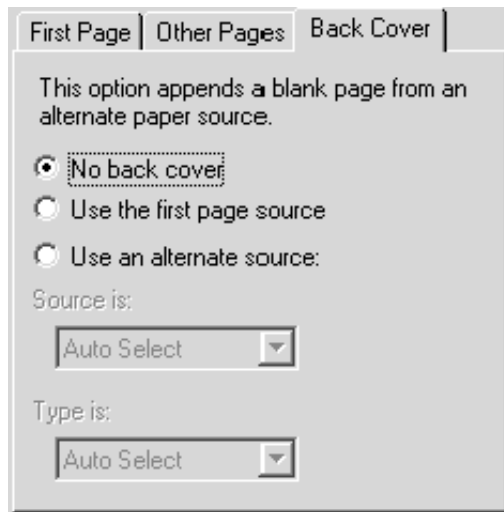 First Page Other Pages Back Cover
This option appends a blank page from an
alternate paper source.
No back cover
Use the first page source
Use an alternate source:
Source is:
Auto Select
Type is:
Auto Select